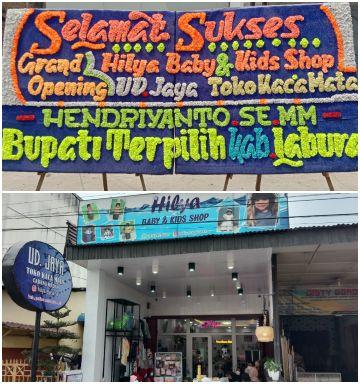 Selamat Sukses
Grand Opening
Hilya Baby & Kids Shop
UD. Jaya Toko Kaca Mata
HENDRIYANTO.SE.MM
Bupati Terpilih kab. Labura
Hilya
BABY & KIDS SHOP
UD. JAYA
TOKO KACA MATA